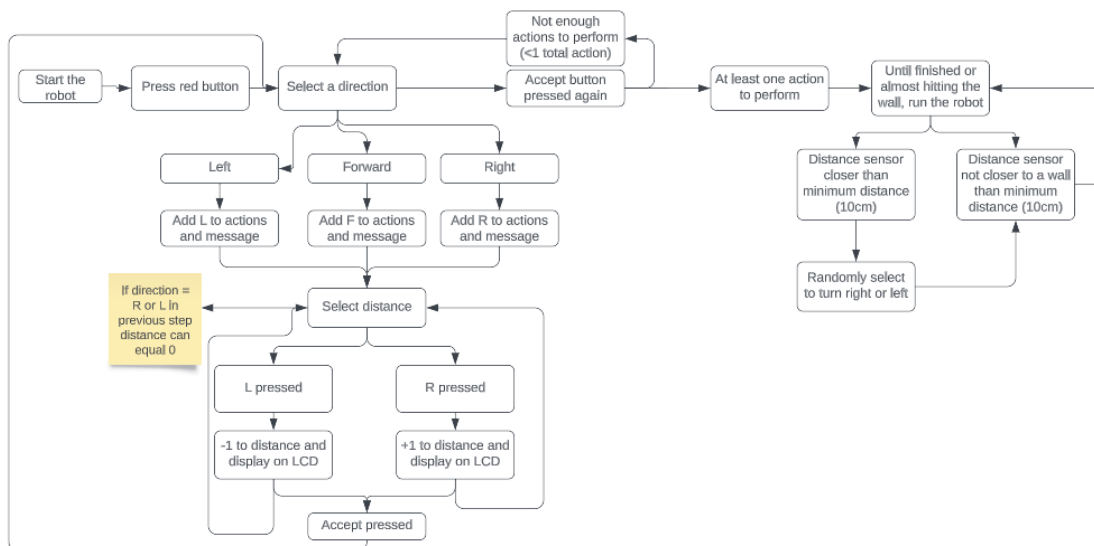 Not enough
actions to perform
(<1 total action)
Start the
robot
Press red button
Select a direction
Accept button
pressed again
At least one action
to perform
Until finished or
almost hitting the
wall, run the robot
Left
Forward
Right
Distance sensor
closer than
minimum distance
(10cm)
Distance sensor
not closer to a wall
than minimum
distance (10cm)
Add L to actions
and message
Add F to actions
and message
Add R to actions
and message
Randomly select
to turn right or left
If direction =
R or L in
previous step
distance can
equal 0
Select distance
L pressed
R pressed
-1 to distance and
display on LCD
+1 to distance and
display on LCD
Accept pressed